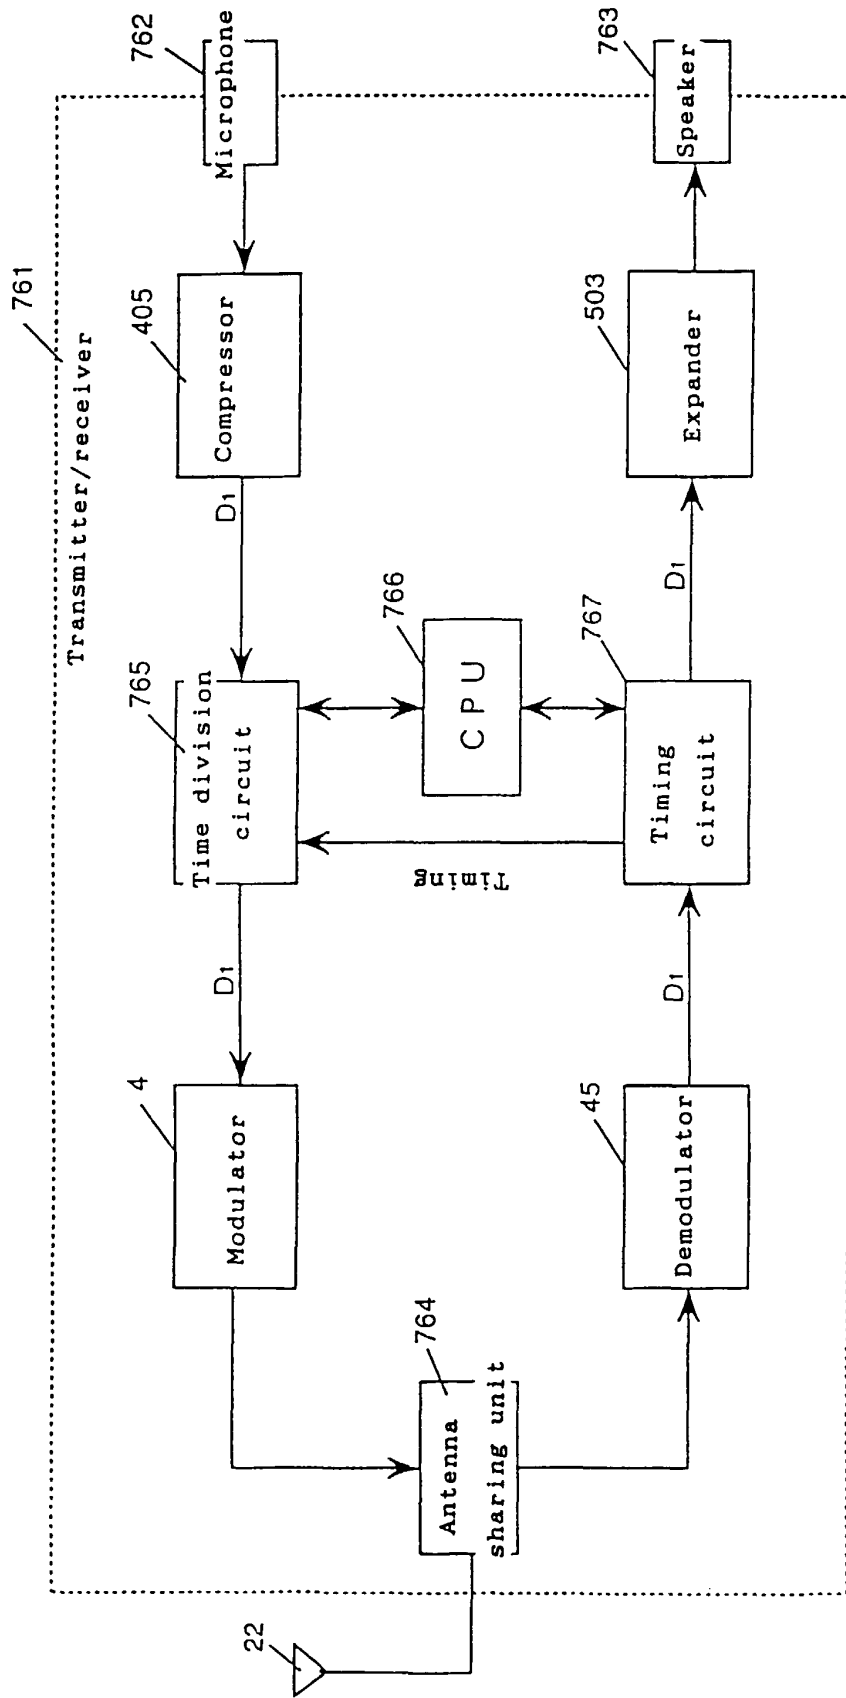 761
Transmitter/receiver
762
Microphone
405
Compressor
D1
765
Time division
circuit
D1
4
Modulator
766
CPU
Timing
764
Antenna
sharing unit
22
763
Speaker
503
Expander
D1
767
Timing
circuit
D1
45
Demodulator